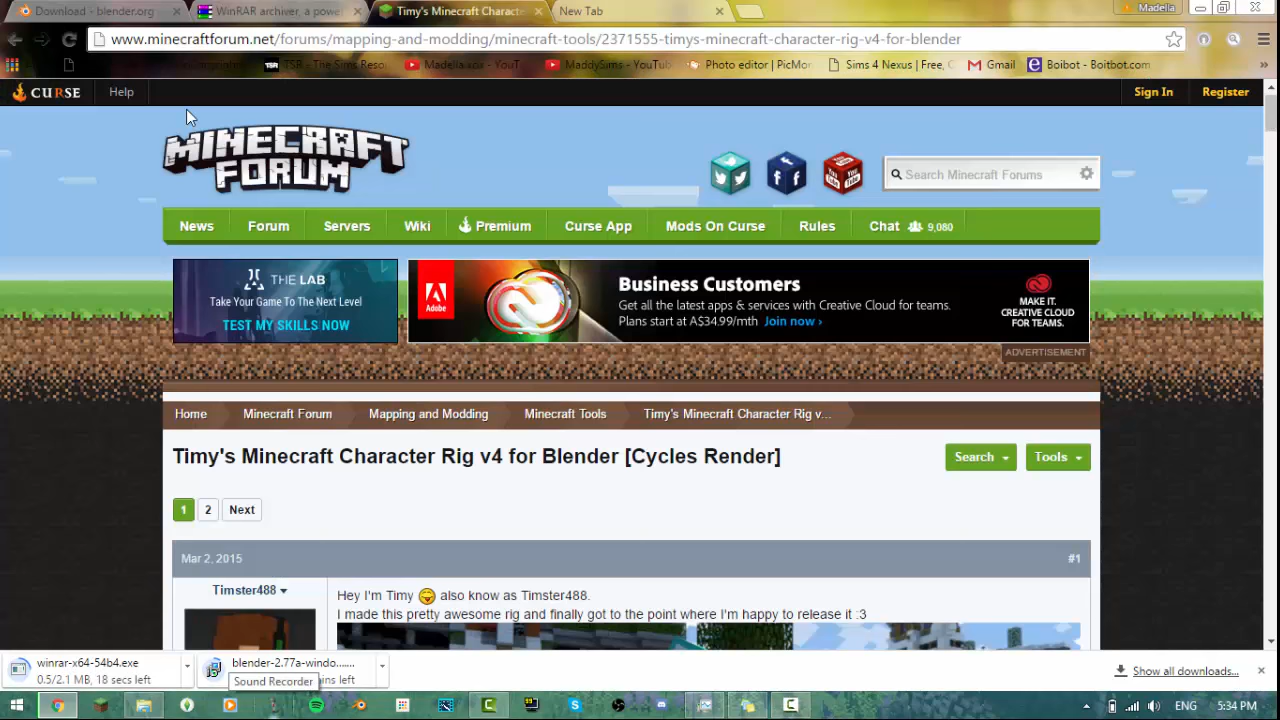 Download - blender.org
WinRAR archiver, a powe
Timy's Minecraft Characte
New Tab
Madella
www.minecraftforum.net/forums/mapping-and-modding/minecraft-tools/2371555-timys-minecraft-character-rig-v4-for-blender
TSR - The Sims Reso
Madella xox - YouT
MaddySims - YouTub
Photo editor | PicMo
Sims 4 Nexus | Free, C
Gmail
Boibot - Boitbot.com
»
CURSE
Help
Sign In
Register
MINECRAFT
FORUM
Search Minecraft Forums
News
Forum
Servers
Wiki
Premium
Curse App
Mods On Curse
Rules
Chat
9,080
THE LAB
Take Your Game To The Next Level
TEST MY SKILLS NOW
Adobe
Business Customers
Get all the latest apps & services with Creative Cloud for teams.
Plans start at A$34.99/mth Join now ›
MAKE IT.
CREATIVE CLOUD
FOR TEAMS.
ADVERTISEMENT
Home
Minecraft Forum
Mapping and Modding
Minecraft Tools
Timy's Minecraft Character Rig v...
Timy's Minecraft Character Rig v4 for Blender [Cycles Render]
Search
Tools
1
2
Next
Mar 2, 2015
#1
Timster488
Hey I'm Timy also know as Timster488.
I made this pretty awesome rig and finally got to the point where I'm happy to release it :3
winrar-x64-54b4.exe
0.5/2.1 MB, 18 secs left
blender-2.77a-windo......
ins left
Sound Recorder
Show all downloads...
ENG
5:34 PM